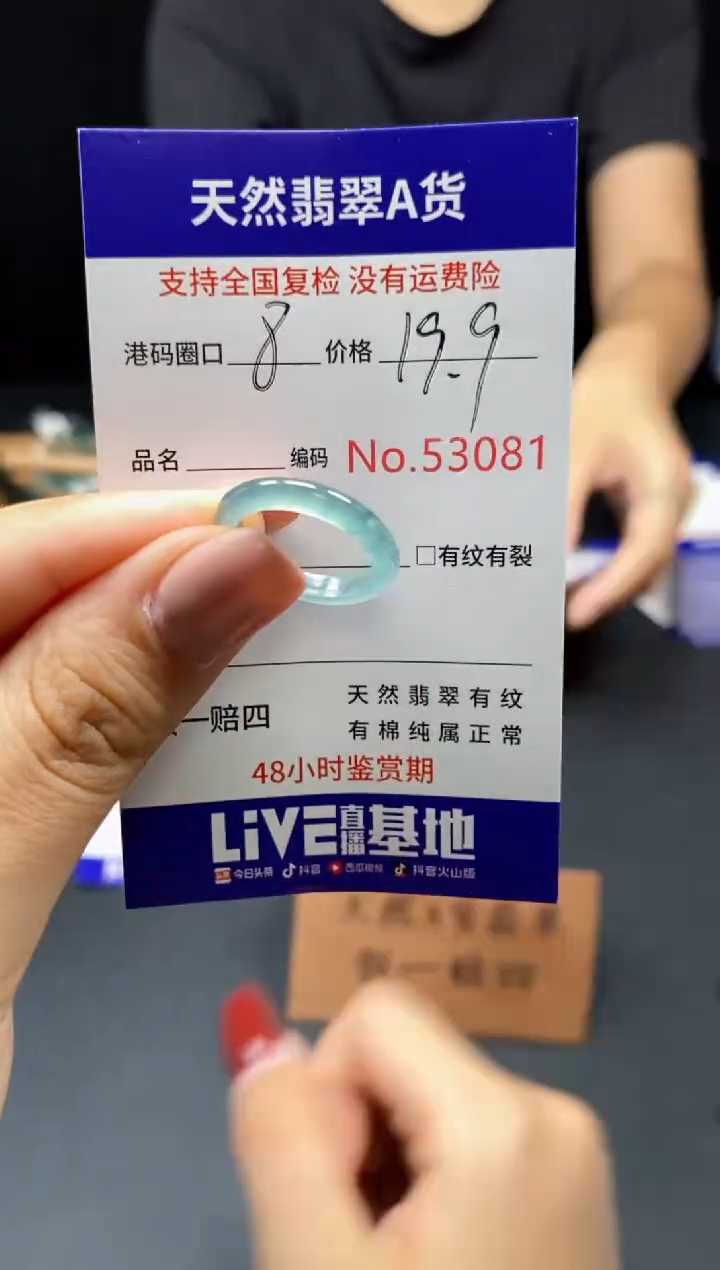 天然翡翠A货
支持全国复检 没有运费险
港码圈口 8 价格 19.9
品名 编码 No.53081
□有纹有裂
一赔四
天然翡翠有纹
有棉纯属正常
48小时鉴赏期
LiVE直播基地
今日头条 抖音 西瓜视频 抖音火山版
假一赔四